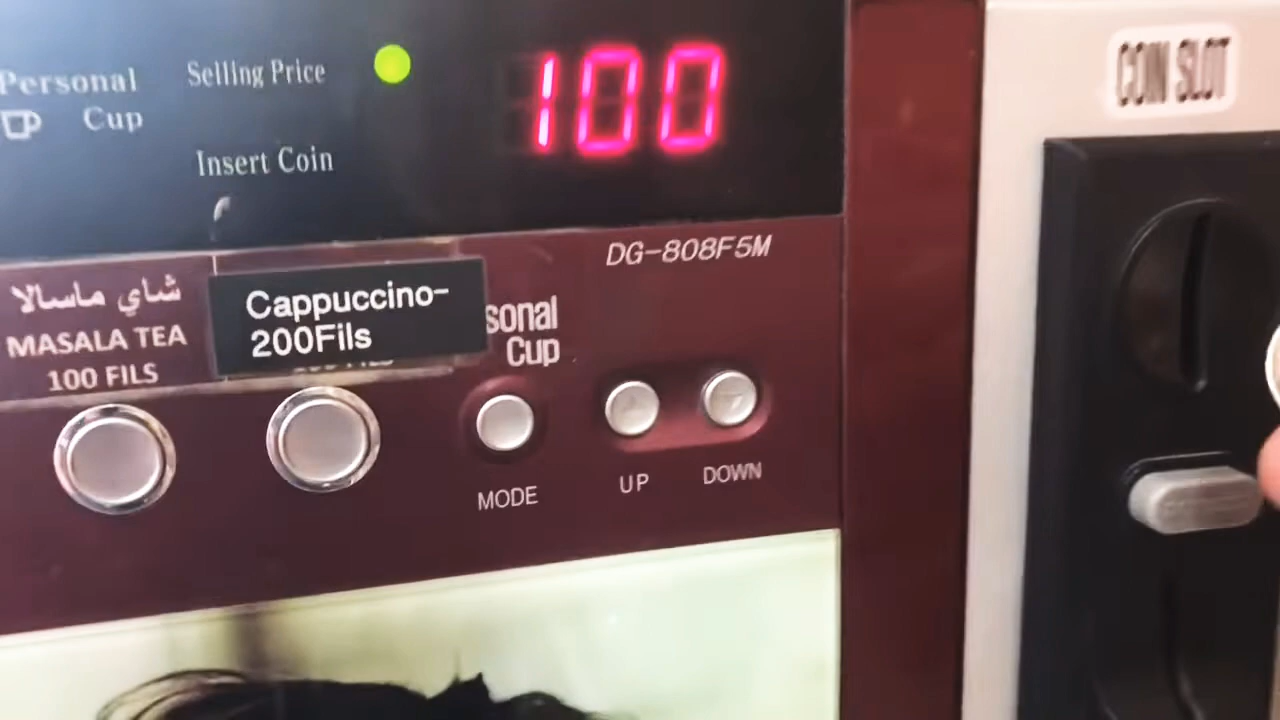 Personal
Cup
Selling Price
Insert Coin
100
COIN SLOT
DG-808F5M
شاي ماسالا
MASALA TEA
100 FILS
Cappuccino-
200Fils
sonal
Cup
MODE
UP
DOWN